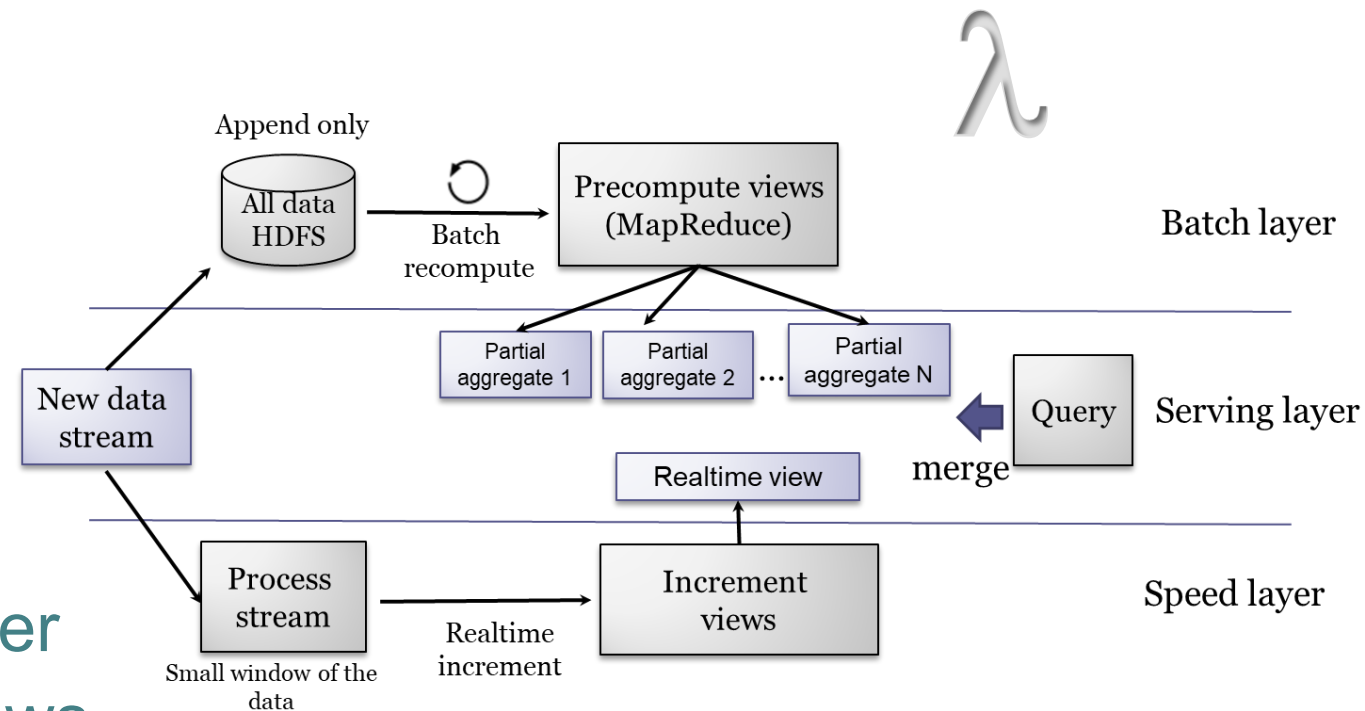 λ
Append only
All data
HDFS
Batch
recompute
Precompute views
(MapReduce)
Batch layer
Partial
aggregate 1
Partial
aggregate 2
...
Partial
aggregate N
New data
stream
Query
Serving layer
merge
Realtime view
Process
stream
Small window of the
data
Realtime
increment
Increment
views
Speed layer
er
ws